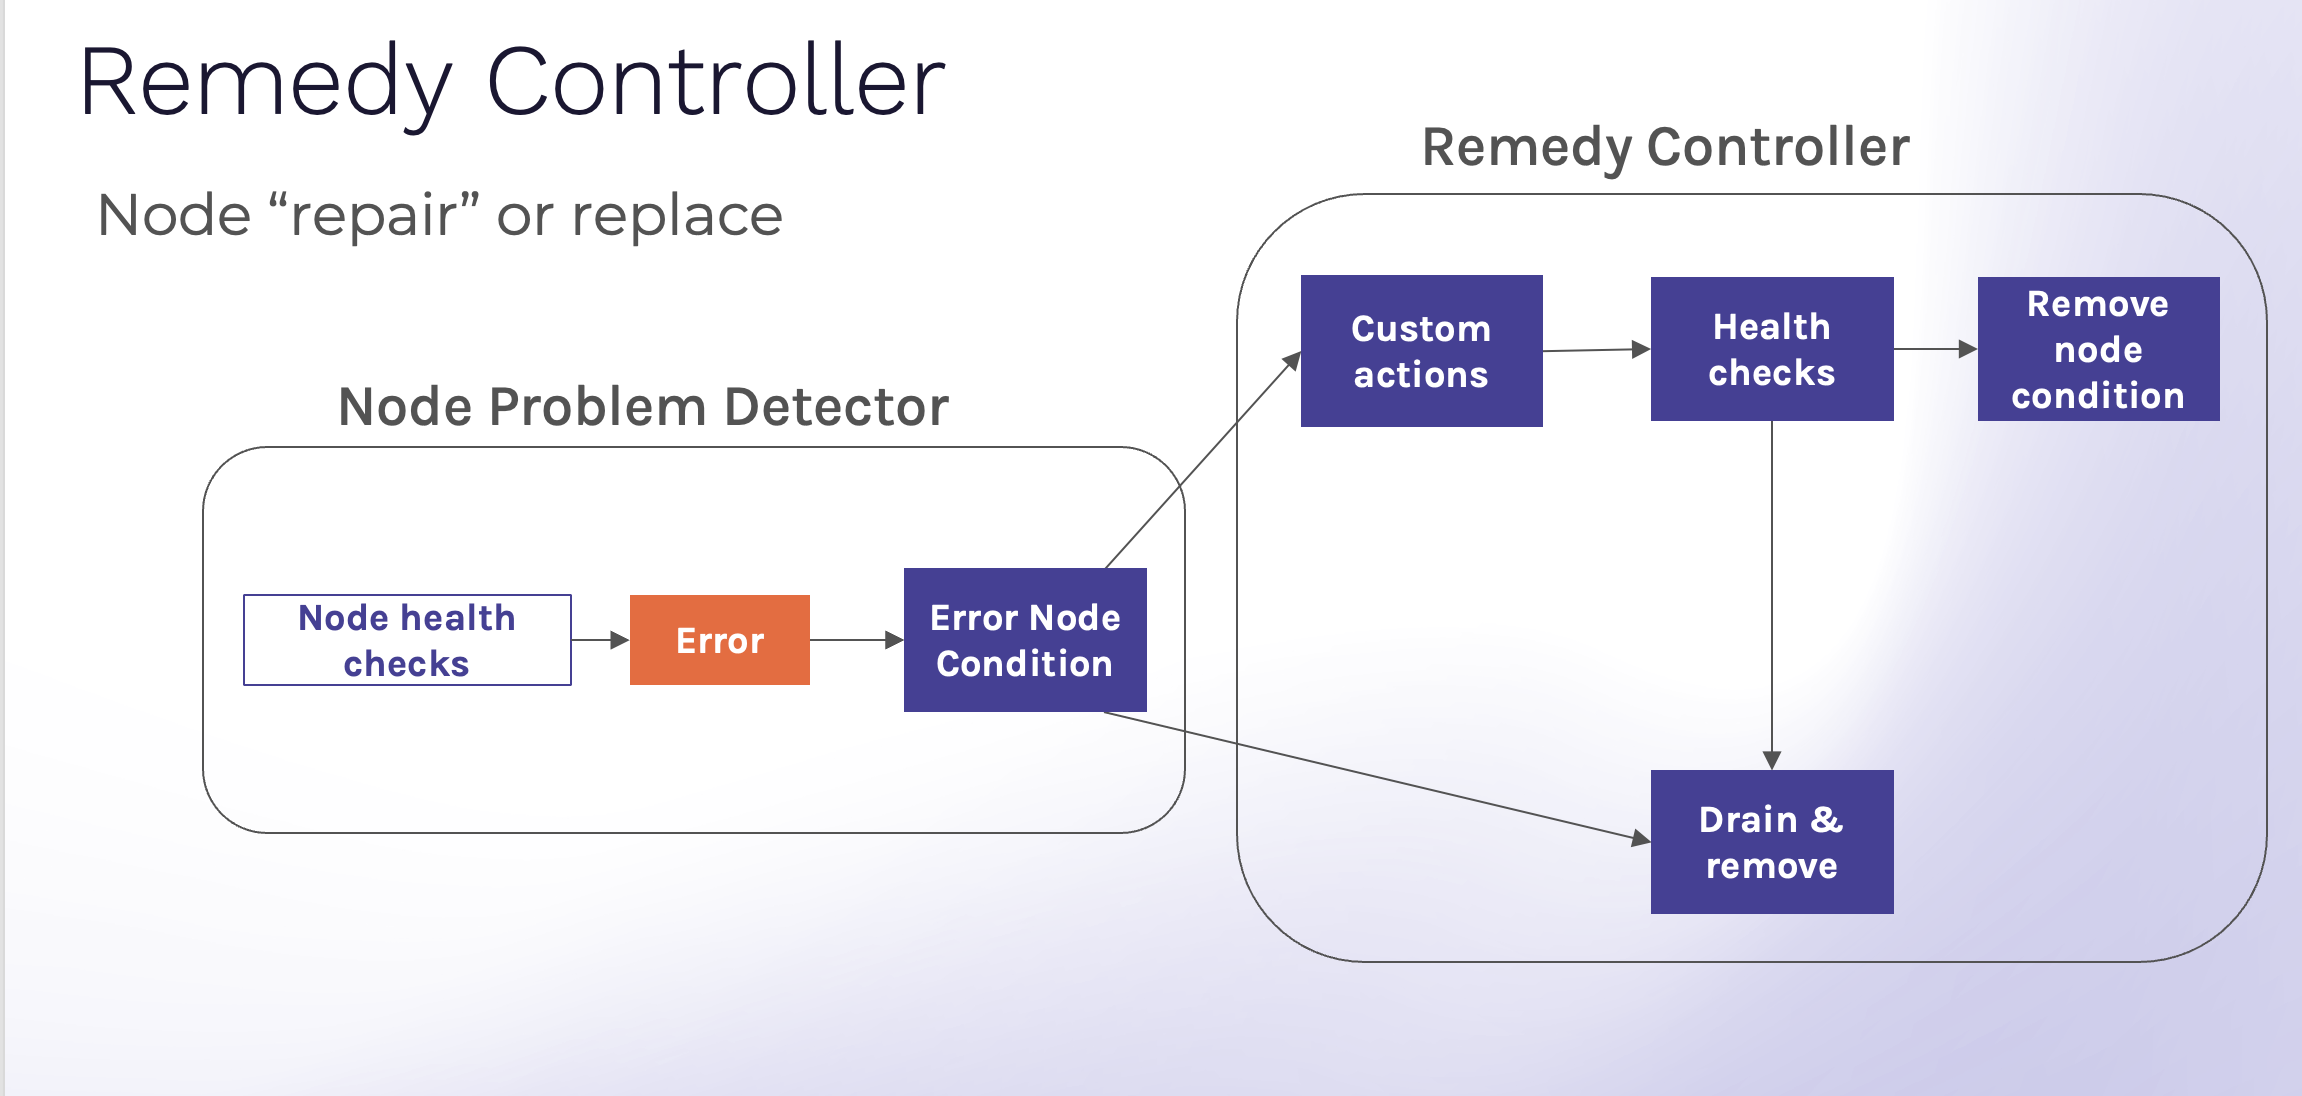 Remedy Controller
Node “repair” or replace
Node Problem Detector
Node health
checks
Error
Error Node
Condition
Remedy Controller
Custom
actions
Health
checks
Remove
node
condition
Drain &
remove